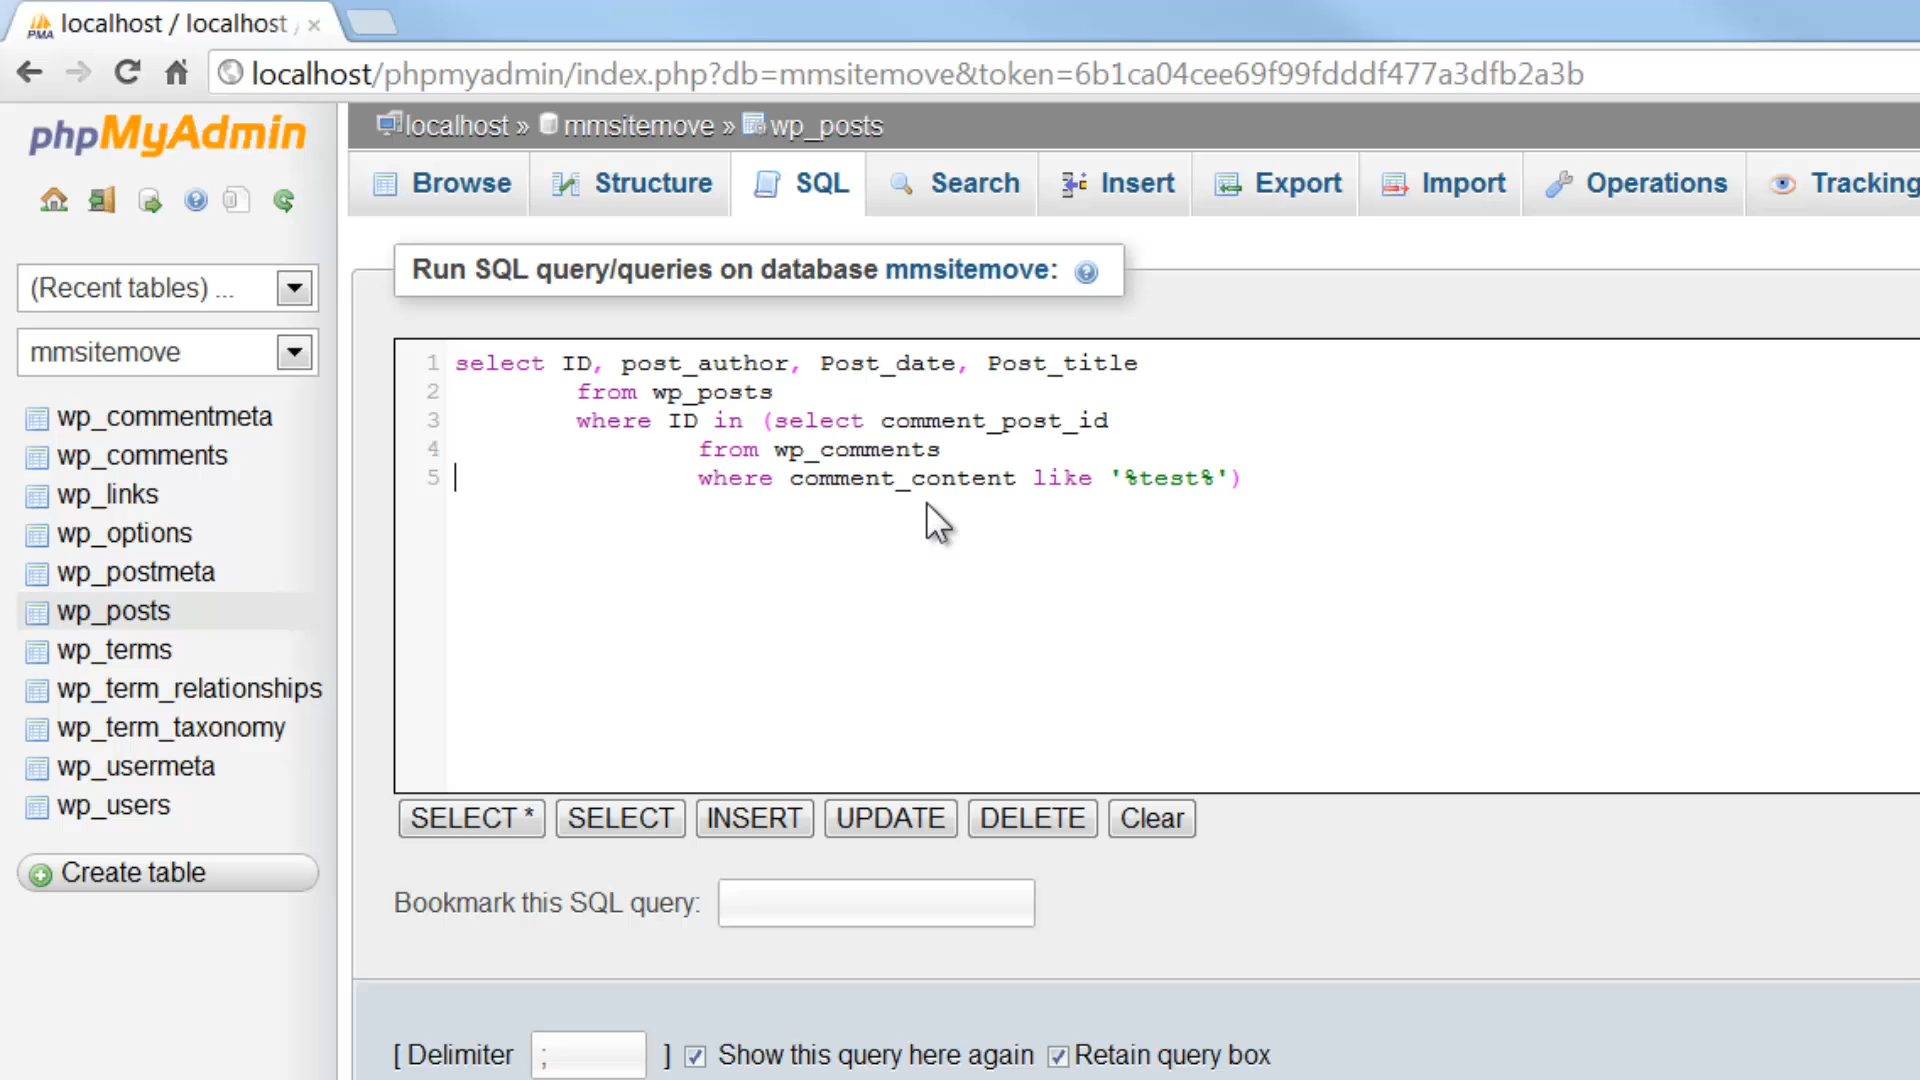 PMA localhost / localhost /
localhost/phpmyadmin/index.php?db=mmsitemove&token=6b1ca04cee69f99fdddf477a3dfb2a3b
phpMyAdmin
(Recent tables) ...
mmsitemove
wp_commentmeta
wp_comments
wp_links
wp_options
wp_postmeta
wp_posts
wp_terms
wp_term_relationships
wp_term_taxonomy
wp_usermeta
wp_users
Create table
localhost » mmsitemove » wp_posts
Browse Structure SQL Search Insert Export Import Operations Tracking
Run SQL query/queries on database mmsitemove:
1 select ID, post_author, Post_date, Post_title
2 from wp_posts
3 where ID in (select comment_post_id
4 from wp_comments
5 where comment_content like '%test%')
SELECT * SELECT INSERT UPDATE DELETE Clear
Bookmark this SQL query:
[ Delimiter ; ] Show this query here again Retain query box